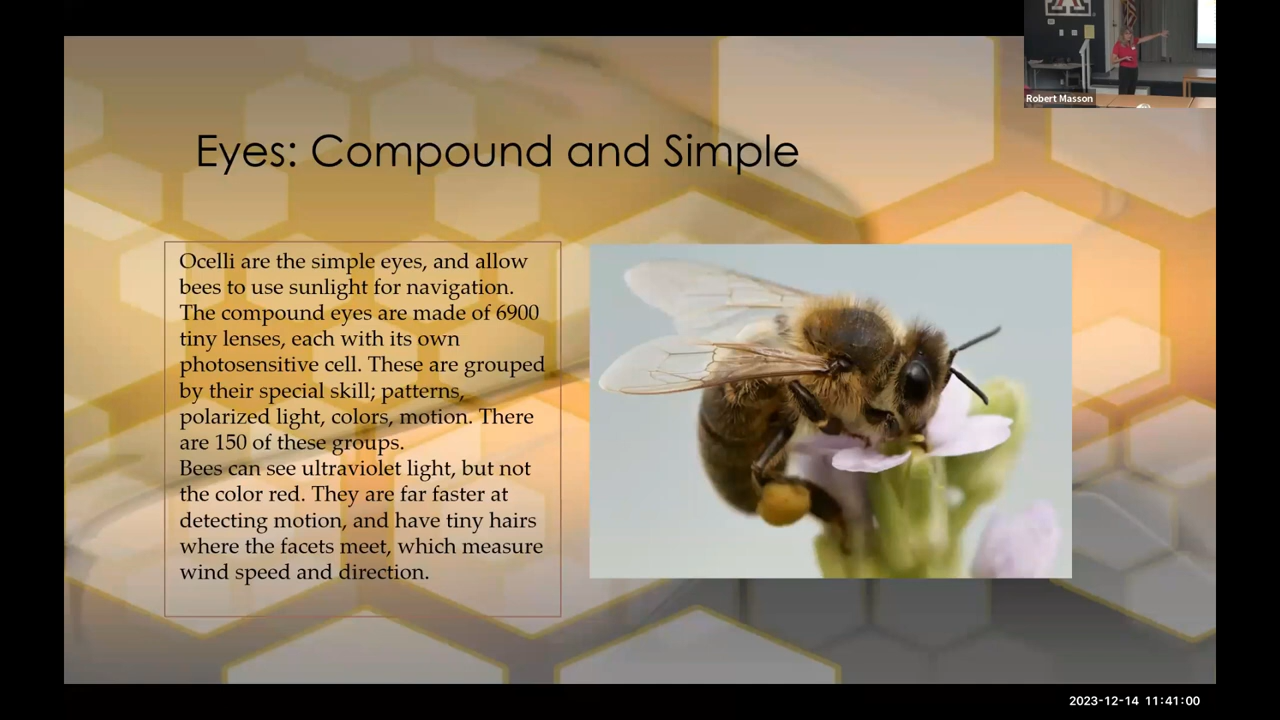 Robert Masson
Eyes: Compound and Simple
Ocelli are the simple eyes, and allow
bees to use sunlight for navigation.
The compound eyes are made of 6900
tiny lenses, each with its own
photosensitive cell. These are grouped
by their special skill; patterns,
polarized light, colors, motion. There
are 150 of these groups.
Bees can see ultraviolet light, but not
the color red. They are far faster at
detecting motion, and have tiny hairs
where the facets meet, which measure
wind speed and direction.
2023-12-14 11:41:00